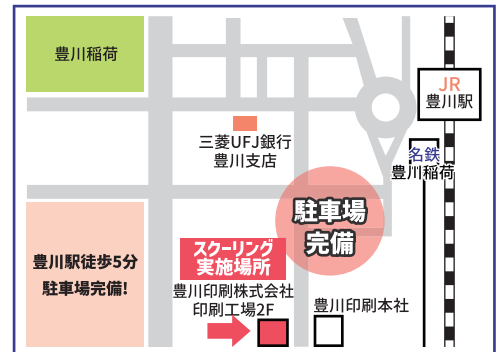 豊川稲荷
JR
豊川駅
三菱UFJ銀行
豊川支店
名鉄
豊川稲荷
駐車場
完備
豊川駅徒歩5分
駐車場完備!
スクーリング
実施場所
豊川印刷株式会社
印刷工場2F
豊川印刷本社